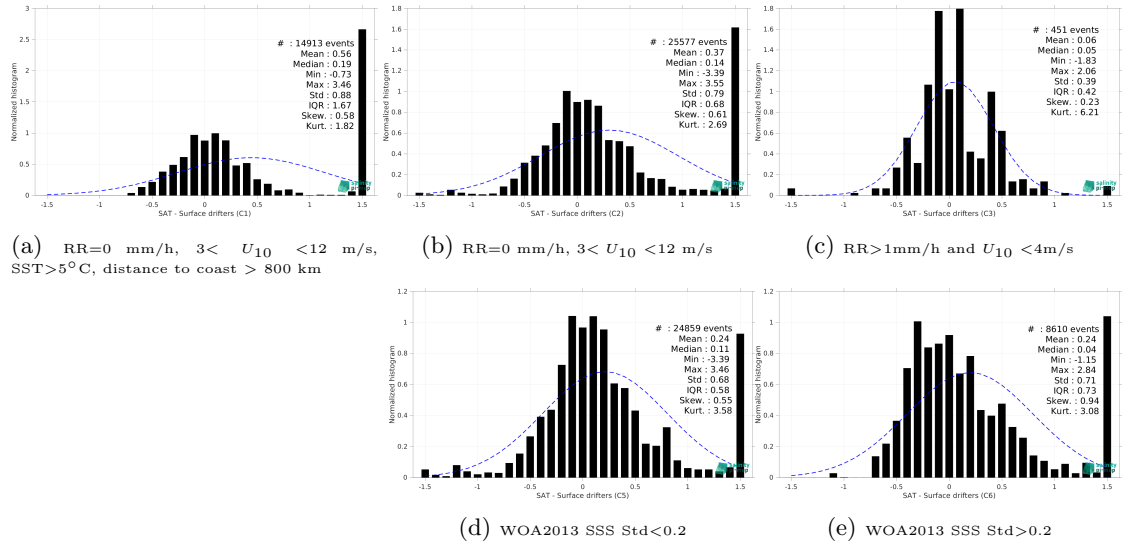 3
2.5
2
1.5
1
0.5
0
Normalized histogram
# : 14913 events
Mean : 0.56
Median : 0.19
Min : -0.73
Max : 3.46
Std : 0.88
IQR : 1.67
Skew. : 0.58
Kurt. : 1.82
-1.5 -1 -0.5 0 0.5 1 1.5
SAT - Surface drifters (C1)
(a) RR=0 mm/h, 3< U10 <12 m/s,
SST>5°C, distance to coast > 800 km
1.8
1.6
1.4
1.2
1
0.8
0.6
0.4
0.2
0
Normalized histogram
# : 25577 events
Mean : 0.37
Median : 0.14
Min : -3.39
Max : 3.55
Std : 0.79
IQR : 0.68
Skew. : 0.61
Kurt. : 2.69
-1.5 -1 -0.5 0 0.5 1 1.5
SAT - Surface drifters (C2)
(b) RR=0 mm/h, 3< U10 <12 m/s
1.8
1.6
1.4
1.2
1
0.8
0.6
0.4
0.2
0
Normalized histogram
# : 451 events
Mean : 0.06
Median : 0.05
Min : -1.83
Max : 2.06
Std : 0.39
IQR : 0.42
Skew. : 0.23
Kurt. : 6.21
salinity
pi-mep
-1.5 -1 -0.5 0 0.5 1 1.5
SAT - Surface drifters (C3)
(c) RR>1mm/h and U10 <4m/s
1.2
1
0.8
0.6
0.4
0.2
0
Normalized histogram
# : 24859 events
Mean : 0.24
Median : 0.11
Min : -3.39
Max : 3.46
Std : 0.68
IQR : 0.58
Skew. : 0.55
Kurt. : 3.58
-1.5 -1 -0.5 0 0.5 1 1.5
SAT - Surface drifters (C5)
(d) WOA2013 SSS Std<0.2
1.2
1
0.8
0.6
0.4
0.2
0
Normalized histogram
# : 8610 events
Mean : 0.24
Median : 0.04
Min : -1.15
Max : 2.84
Std : 0.71
IQR : 0.73
Skew. : 0.94
Kurt. : 3.08
-1.5 -1 -0.5 0 0.5 1 1.5
SAT - Surface drifters (C6)
(e) WOA2013 SSS Std>0.2